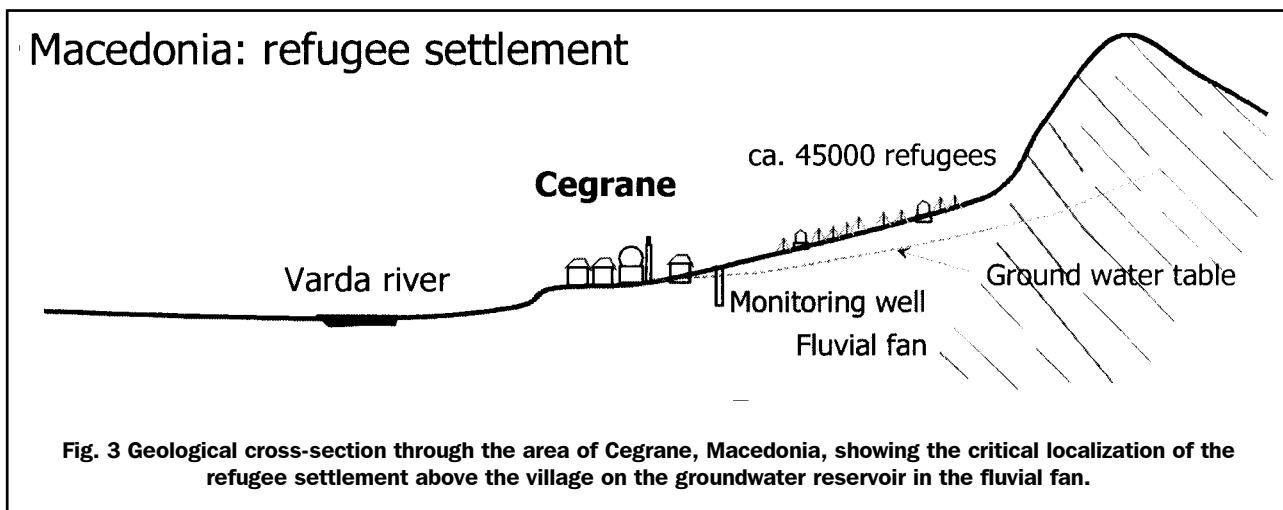 Macedonia: refugee settlement
ca. 45000 refugees
Cegrane
Varda river
Ground water table
Monitoring well
Fluvial fan
Fig. 3 Geological cross-section through the area of Cegrane, Macedonia, showing the critical localization of the
refugee settlement above the village on the groundwater reservoir in the fluvial fan.